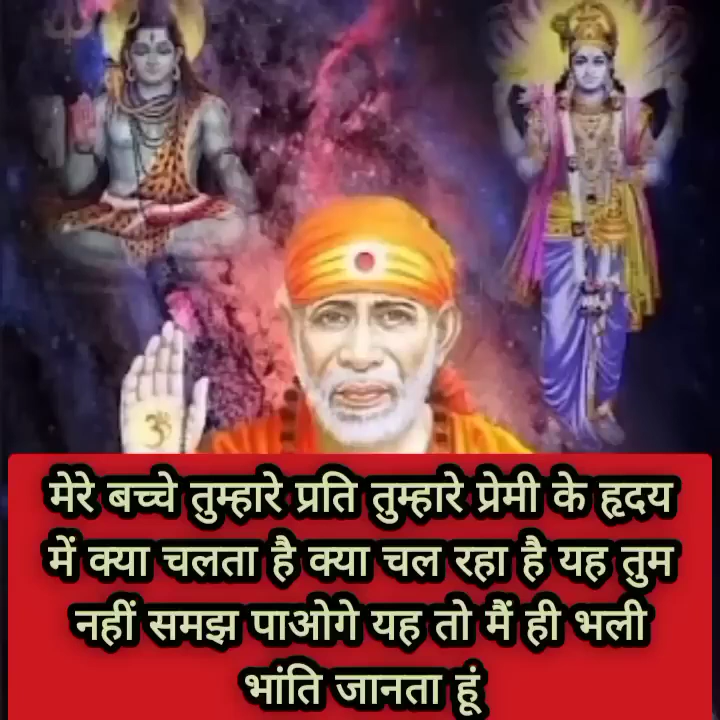 ॐ
मेरे बच्चे तुम्हारे प्रति तुम्हारे प्रेमी के हृदय
में क्या चलता है क्या चल रहा है यह तुम
नहीं समझ पाओगे यह तो मैं ही भली
भांति जानता हूं